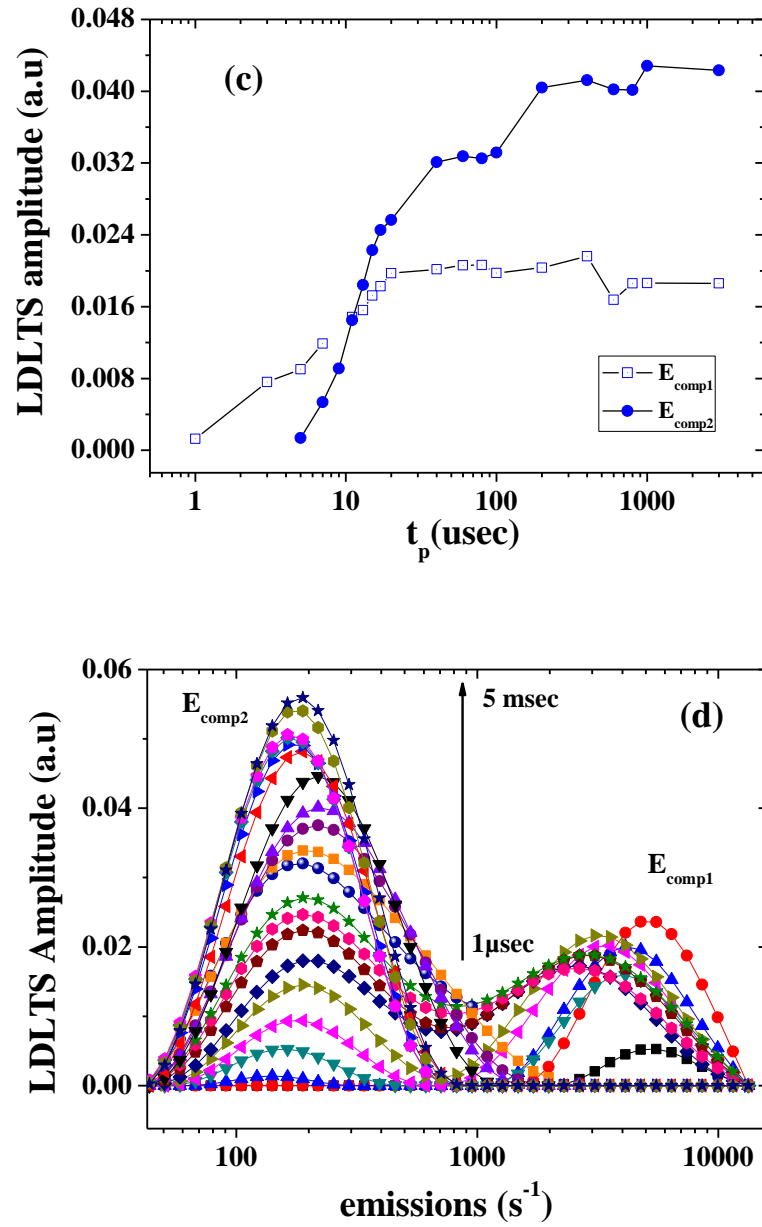 0.048
(c)
0.040
0.032
0.024
0.016
0.008
0.000
LDLTS amplitude (a.u)
E_comp1
E_comp2
1 10 100 1000
t_p(usec)
0.06
E_comp2
5 msec
(d)
0.04
E_comp1
0.02
1μsec
0.00
LDLTS Amplitude (a.u)
100 1000 10000
emissions (s⁻¹)